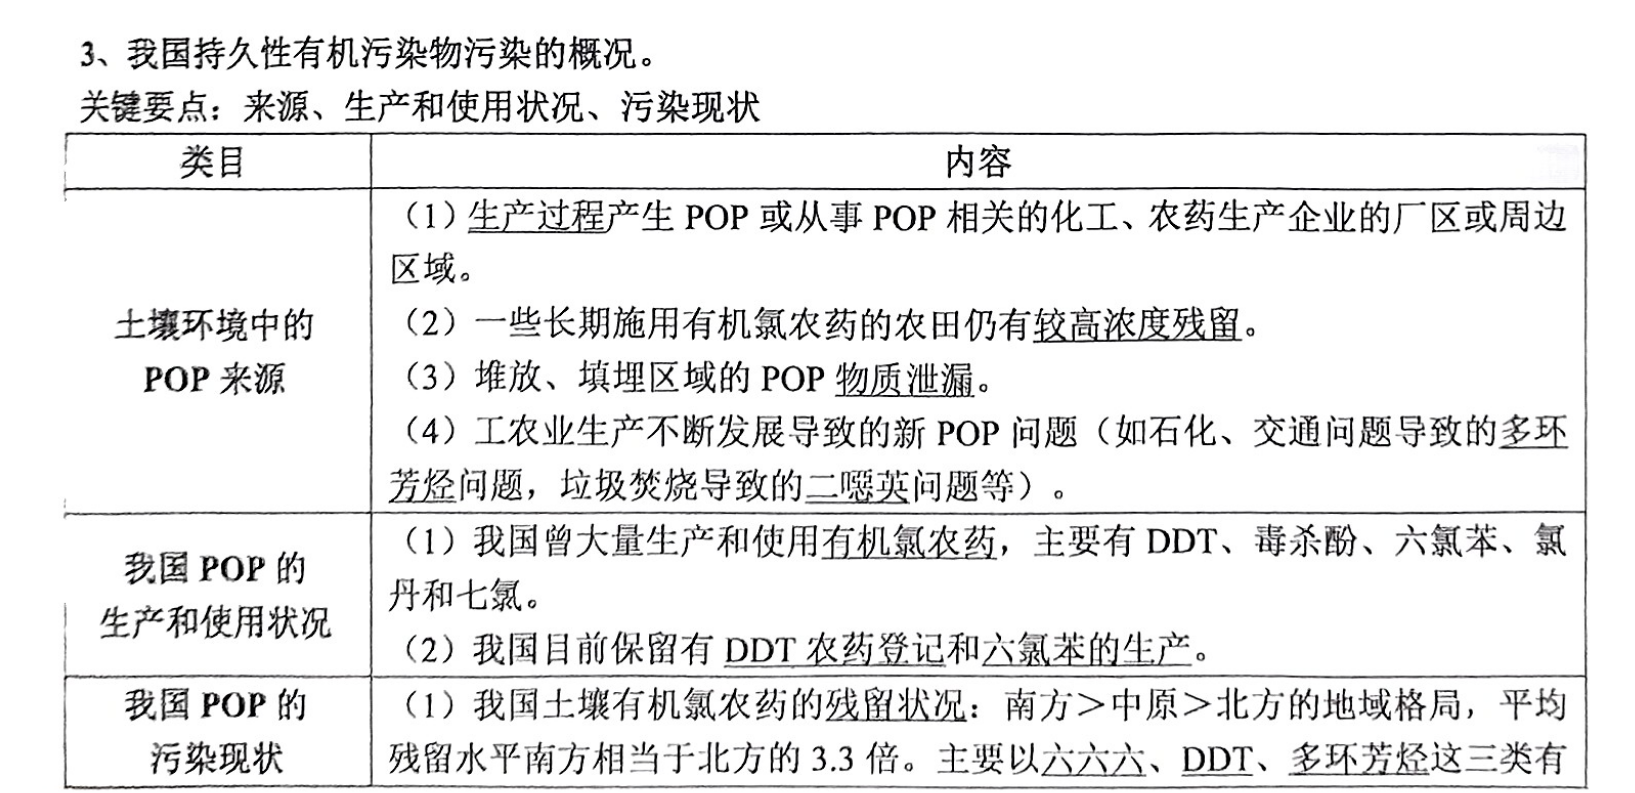 3、我国持久性有机污染物污染的概况。
关键要点：来源、生产和使用状况、污染现状
类目
内容
土壤环境中的
POP 来源
（1）生产过程产生 POP 或从事 POP 相关的化工、农药生产企业的厂区或周边
区域。
（2）一些长期施用有机氯农药的农田仍有较高浓度残留。
（3）堆放、填埋区域的 POP 物质泄漏。
（4）工农业生产不断发展导致的新 POP 问题（如石化、交通问题导致的多环
芳烃问题，垃圾焚烧导致的二噁英问题等）。
我国 POP 的
生产和使用状况
（1）我国曾大量生产和使用有机氯农药，主要有 DDT、毒杀酚、六氯苯、氯
丹和七氯。
（2）我国目前保留有 DDT 农药登记和六氯苯的生产。
我国 POP 的
污染现状
（1）我国土壤有机氯农药的残留状况：南方＞中原＞北方的地域格局，平均
残留水平南方相当于北方的 3.3 倍。主要以六六六、DDT、多环芳烃这三类有